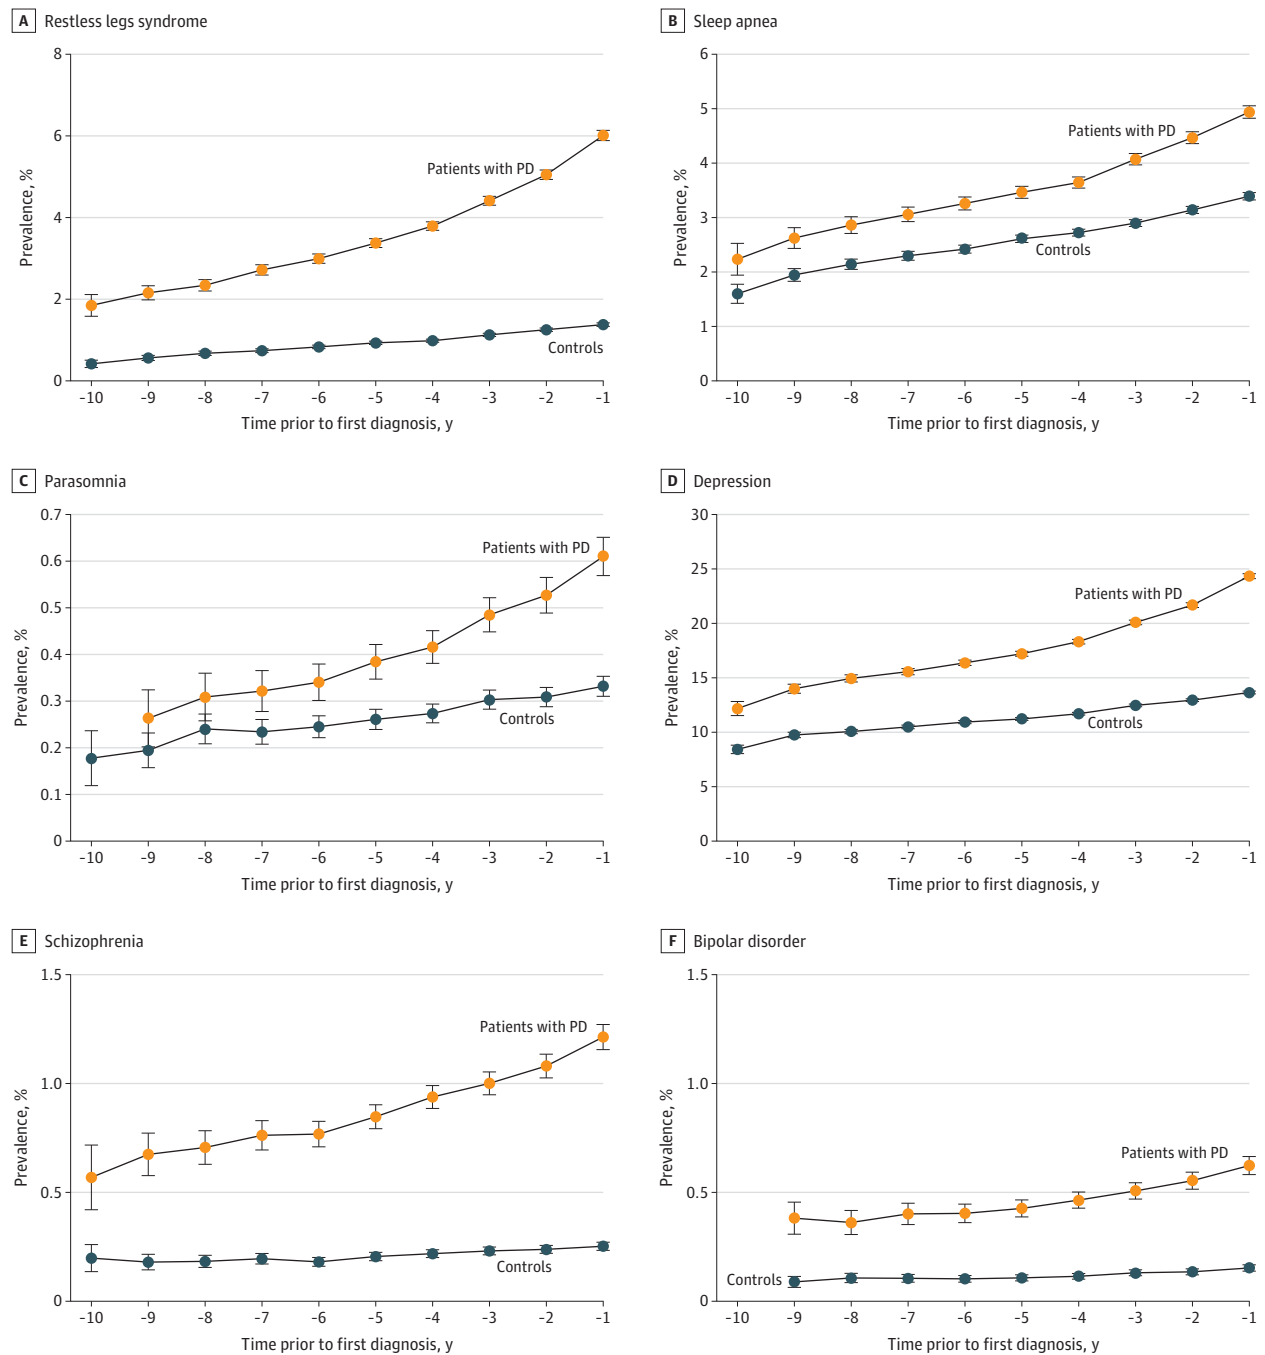 A Restless legs syndrome
8
6
4
2
0
Prevalence, %
Patients with PD
Controls
-10 -9 -8 -7 -6 -5 -4 -3 -2 -1
Time prior to first diagnosis, y
B Sleep apnea
6
5
4
3
2
1
0
Prevalence, %
Patients with PD
Controls
-10 -9 -8 -7 -6 -5 -4 -3 -2 -1
Time prior to first diagnosis, y
C Parasomnia
0.7
0.6
0.5
0.4
0.3
0.2
0.1
0
Prevalence, %
Patients with PD
Controls
-10 -9 -8 -7 -6 -5 -4 -3 -2 -1
Time prior to first diagnosis, y
D Depression
30
25
20
15
10
5
0
Prevalence, %
Patients with PD
Controls
-10 -9 -8 -7 -6 -5 -4 -3 -2 -1
Time prior to first diagnosis, y
E Schizophrenia
1.5
1.0
0.5
0
Prevalence, %
Patients with PD
Controls
-10 -9 -8 -7 -6 -5 -4 -3 -2 -1
Time prior to first diagnosis, y
F Bipolar disorder
1.5
1.0
0.5
0
Prevalence, %
Patients with PD
Controls
-10 -9 -8 -7 -6 -5 -4 -3 -2 -1
Time prior to first diagnosis, y